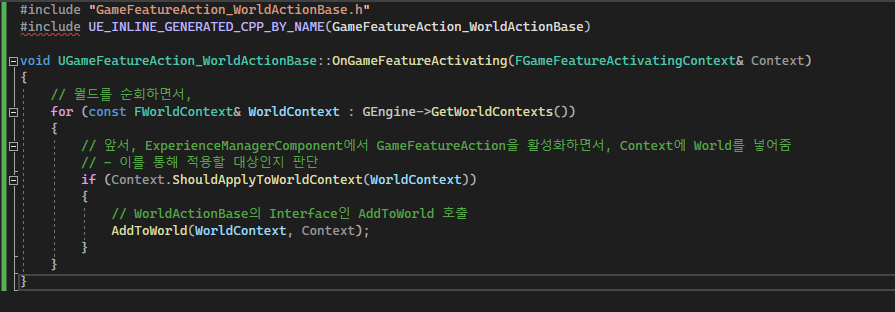 #include "GameFeatureAction_WorldActionBase.h"
#include UE_INLINE_GENERATED_CPP_BY_NAME(GameFeatureAction_WorldActionBase)
void UGameFeatureAction_WorldActionBase::OnGameFeatureActivating(FGameFeatureActivatingContext& Context)
{
// 월드를 순회하면서,
for (const FWorldContext& WorldContext : GEngine->GetWorldContexts())
{
// 앞서, ExperienceManagerComponent에서 GameFeatureAction을 활성화하면서, Context에 World를 넣어줌
// - 이를 통해 적용할 대상인지 판단
if (Context.ShouldApplyToWorldContext(WorldContext))
{
// WorldActionBase의 Interface인 AddToWorld 호출
AddToWorld(WorldContext, Context);
}
}
}